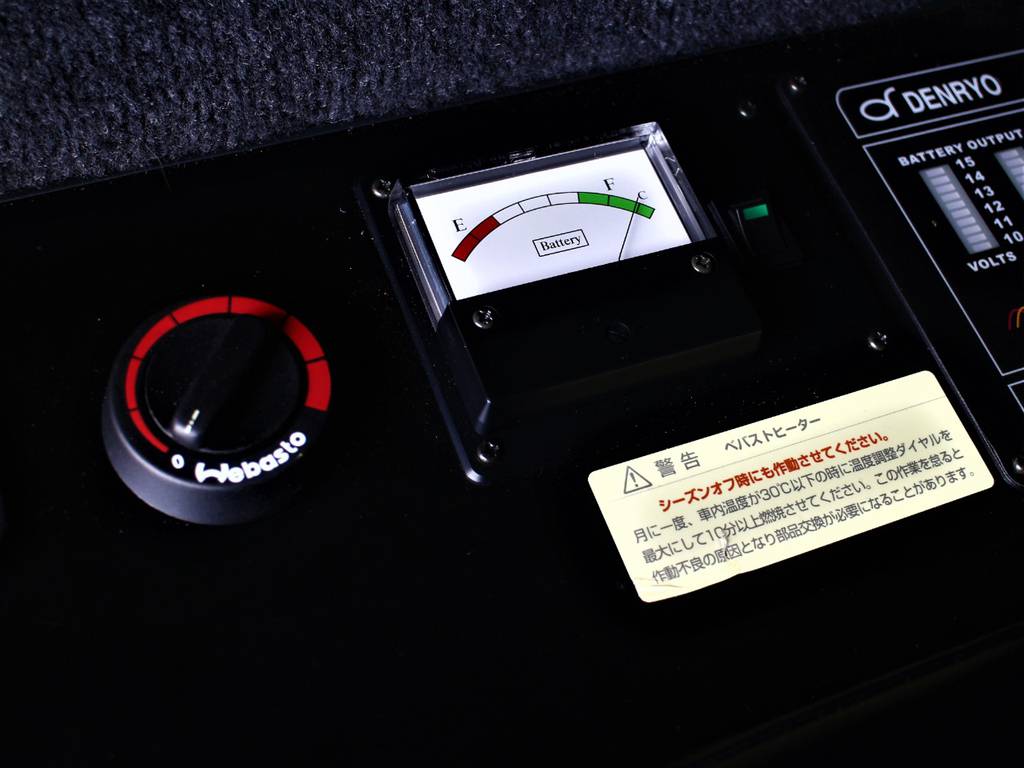 DENRYO
BATTERY OUTPUT
15
14
13
12
11
10
VOLTS
E
F
C
Battery
0 Webasto
ベバストヒーター
警告
シーズンオフ時にも作動させてください。
月に一度、車内温度が30℃以下の時に温度調整ダイヤルを
最大にして10分以上燃焼させてください。この作業を怠ると
作動不良の原因となり部品交換が必要になることがあります。